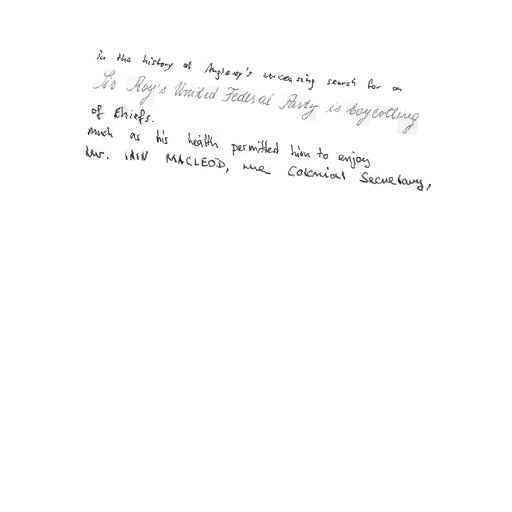 in the history of Anglesey's unceasing search for an
Sir Roy's United Federal Party is boycotting
of Chiefs.
much as his health permitted him to enjoy
Mr. IAIN MACLEOD, the Colonial Secretary,